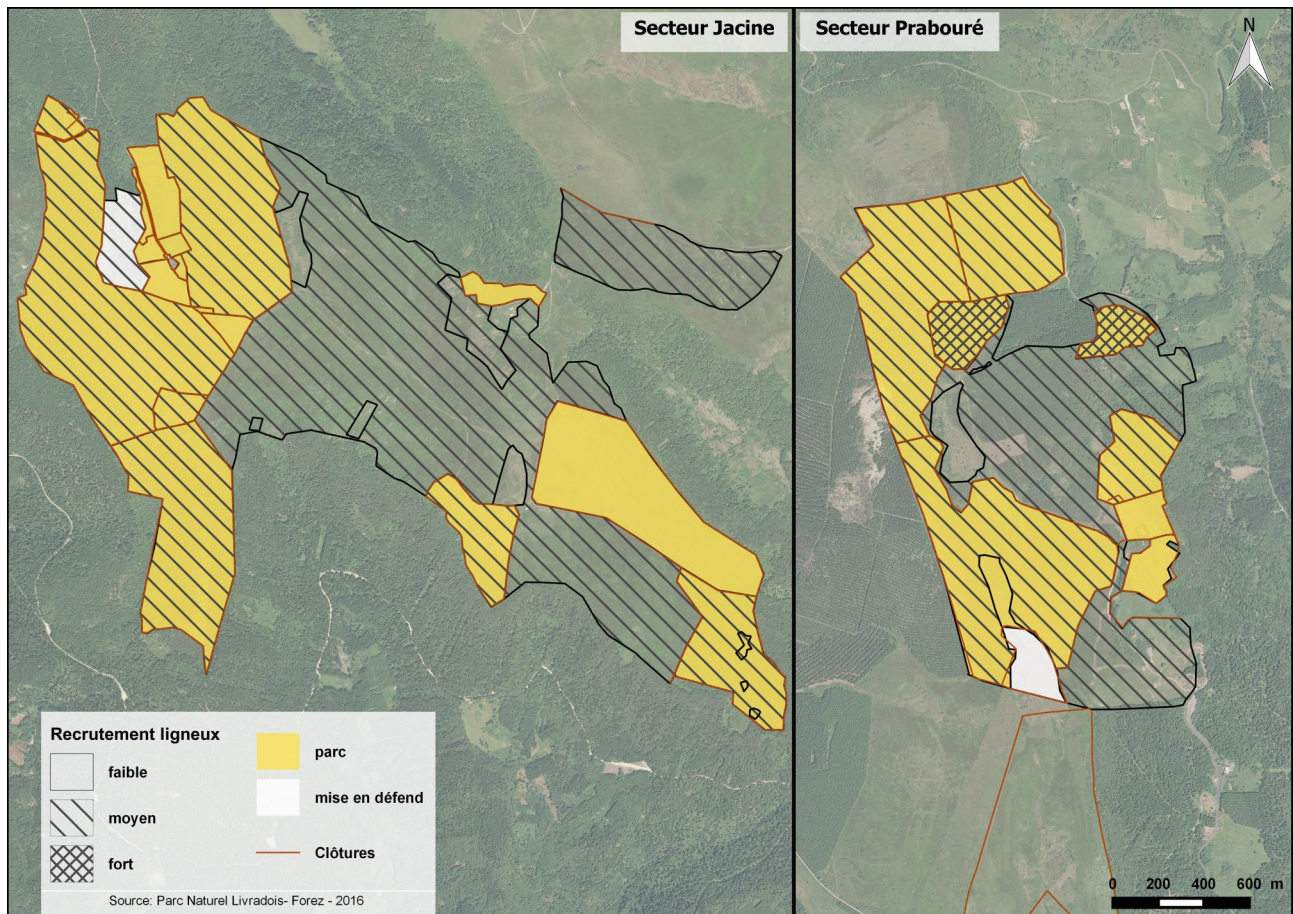 Secteur Jacine
Secteur Prabouré
N
Recrutement ligneux
faible
moyen
fort
parc
mise en défend
Clôtures
Source: Parc Naturel Livradois- Forez - 2016
0 200 400 600 m